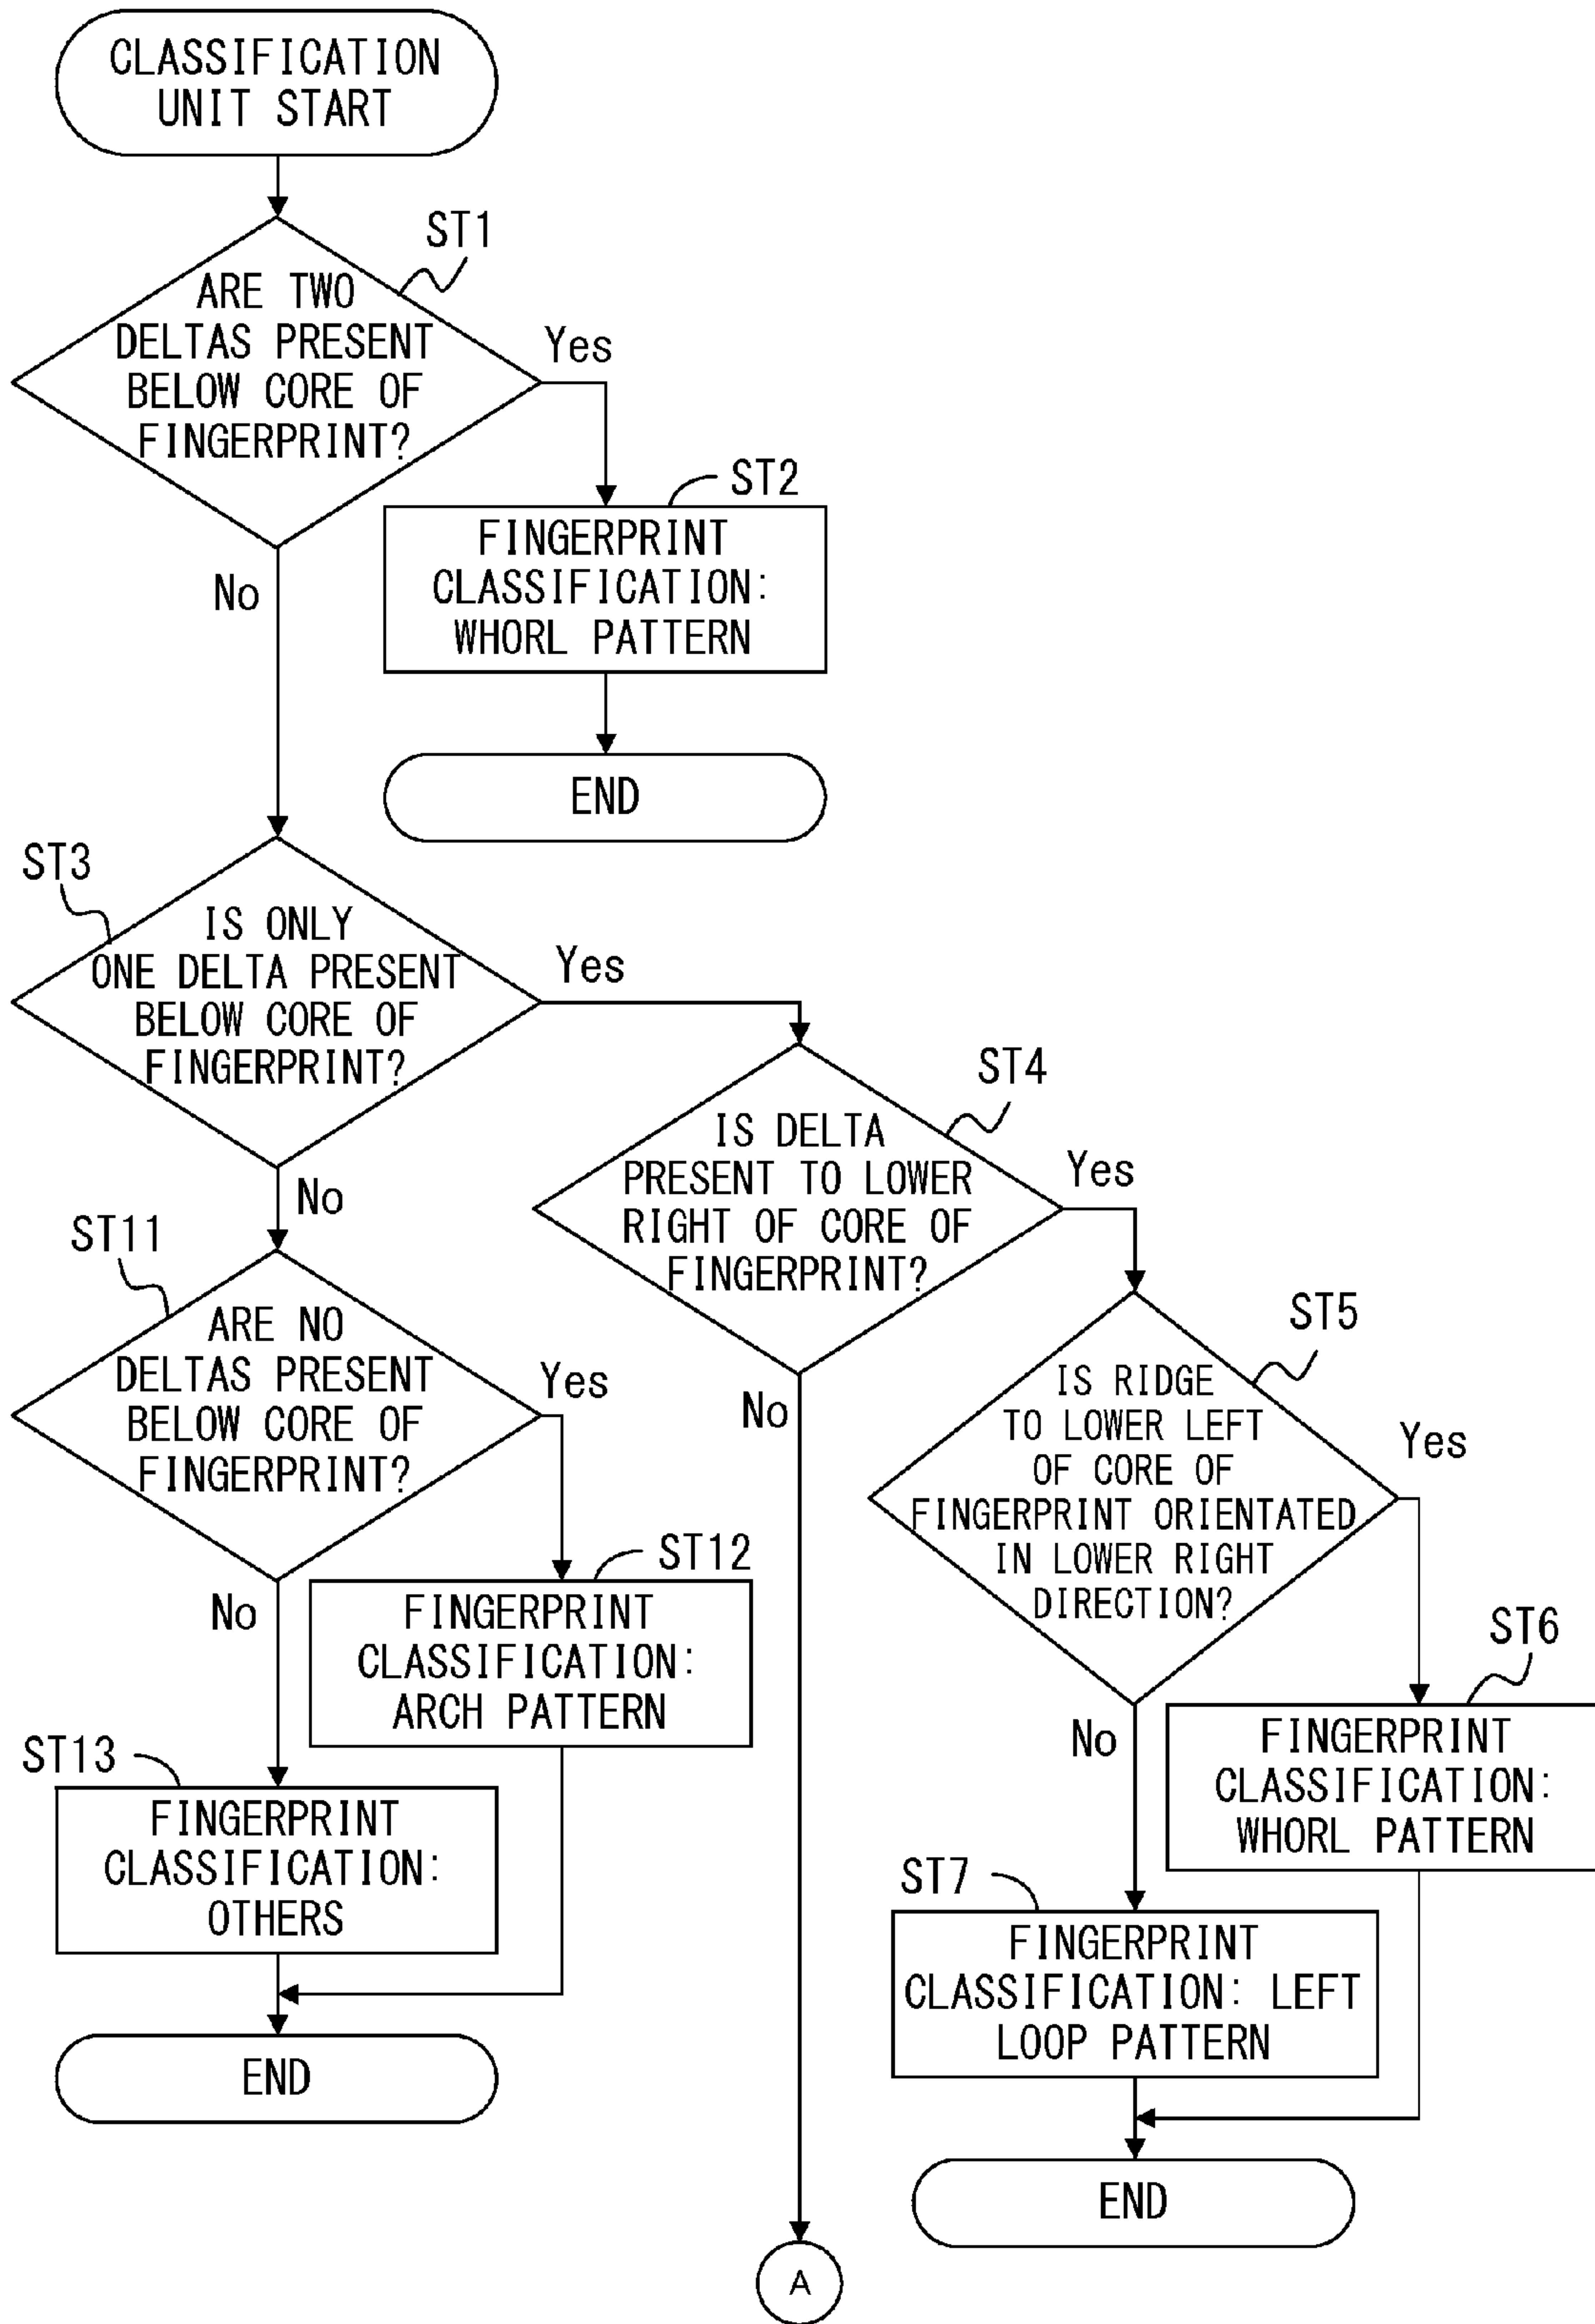 CLASSIFICATION
UNIT START
ST1
ARE TWO
DELTAS PRESENT
BELOW CORE OF
FINGERPRINT?
Yes
No
ST2
FINGERPRINT
CLASSIFICATION:
WHORL PATTERN
END
ST3
IS ONLY
ONE DELTA PRESENT
BELOW CORE OF
FINGERPRINT?
Yes
No
ST4
IS DELTA
PRESENT TO LOWER
RIGHT OF CORE OF
FINGERPRINT?
Yes
No
ST11
ARE NO
DELTAS PRESENT
BELOW CORE OF
FINGERPRINT?
Yes
No
ST5
IS RIDGE
TO LOWER LEFT
OF CORE OF
FINGERPRINT ORIENTATED
IN LOWER RIGHT
DIRECTION?
Yes
No
ST12
FINGERPRINT
CLASSIFICATION:
ARCH PATTERN
ST6
FINGERPRINT
CLASSIFICATION:
WHORL PATTERN
ST13
FINGERPRINT
CLASSIFICATION:
OTHERS
END
ST7
FINGERPRINT
CLASSIFICATION: LEFT
LOOP PATTERN
END
A